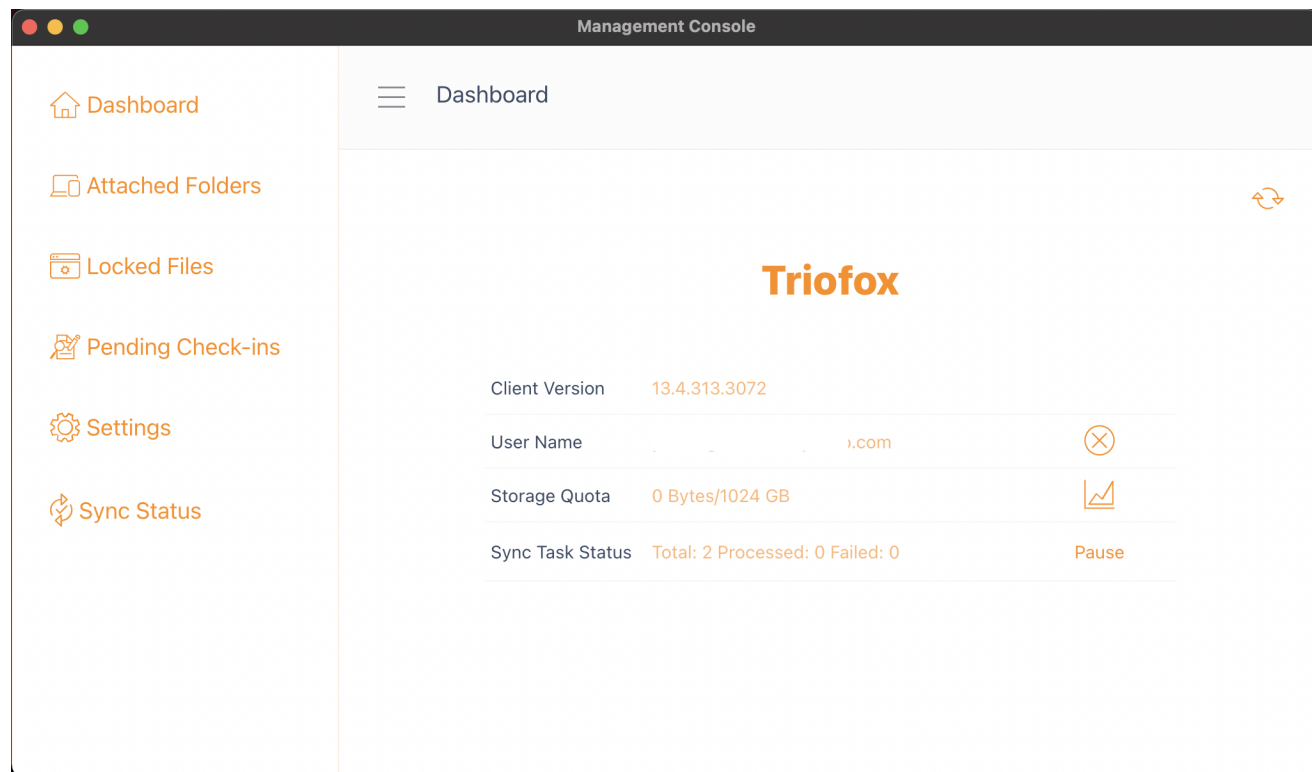 Management Console
Dashboard
Attached Folders
Locked Files
Pending Check-ins
Settings
Sync Status
Dashboard
Triofox
Client Version 13.4.313.3072
User Name .com
Storage Quota 0 Bytes/1024 GB
Sync Task Status Total: 2 Processed: 0 Failed: 0 Pause